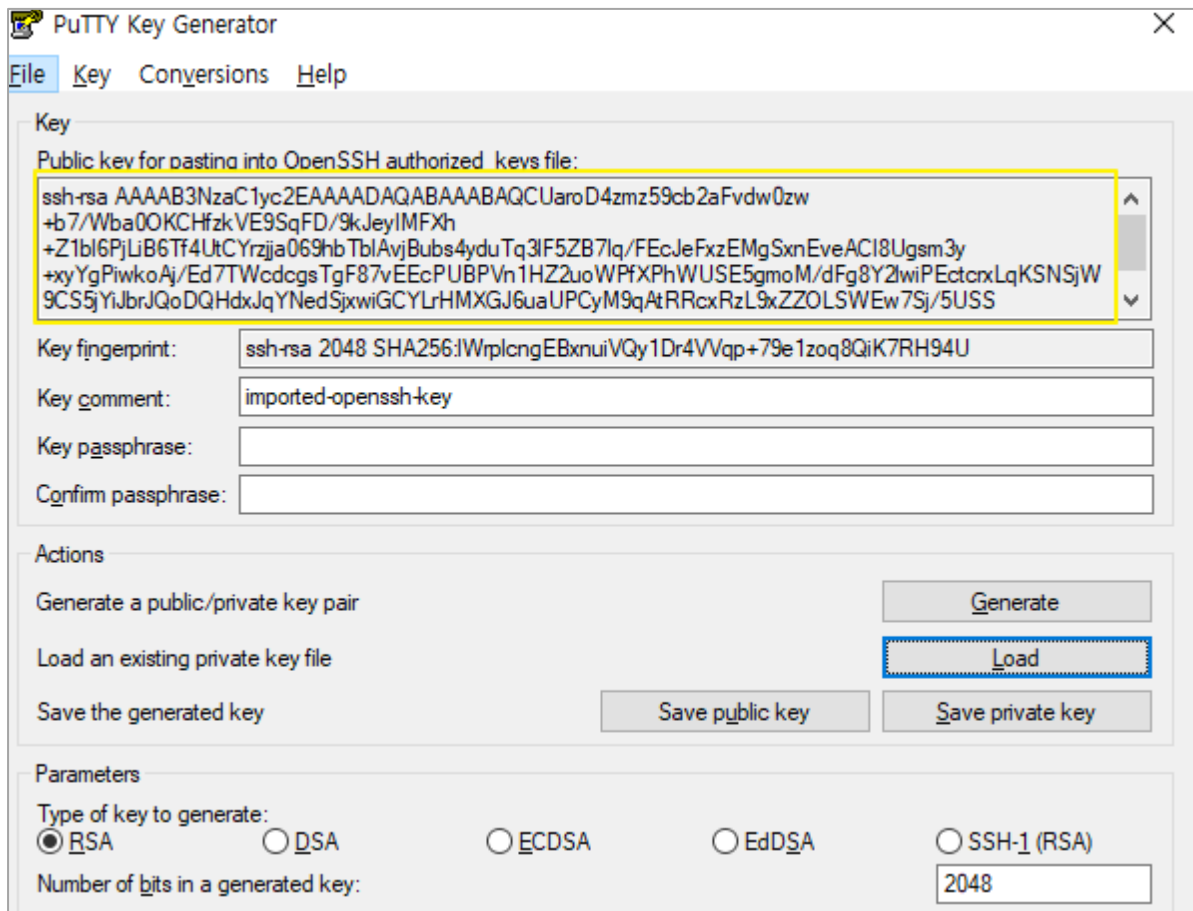 PuTTY Key Generator
File Key Conversions Help
Key
Public key for pasting into OpenSSH authorized_keys file:
ssh-rsa AAAAB3NzaC1yc2EAAAADAQABAAABAQCUaroD4zmz59cb2aFvdw0zw
+b7/Wba0OKCHfzkVE9SqFD/9kJeyIMFXh
+Z1bl6PjLiB6Tf4UtCYrzjja069hbTblAvjBubs4yduTq3lF5ZB7lq/FEcJeFxzEMgSxnEveACl8Ugsm3y
+xyYgPiwkoAj/Ed7TWcdcgsTgF87vEEcPUBPVn1HZ2uoWPfXPhWUSE5gmoM/dFg8Y2lwiPEctcrxLqKSNSjW
9CS5jYiJbrJQoDQHdxJqYNedSjxwiGCYLrHMXGJ6uaUPCyM9qAtRRcxRzL9xZZOLSWEw7Sj/5USS
Key fingerprint: ssh-rsa 2048 SHA256:lWrplcngEBxnuiVQy1Dr4VVqp+79e1zoq8QiK7RH94U
Key comment: imported-openssh-key
Key passphrase:
Confirm passphrase:
Actions
Generate a public/private key pair Generate
Load an existing private key file Load
Save the generated key Save public key Save private key
Parameters
Type of key to generate:
RSA DSA ECDSA EdDSA SSH-1 (RSA)
Number of bits in a generated key: 2048